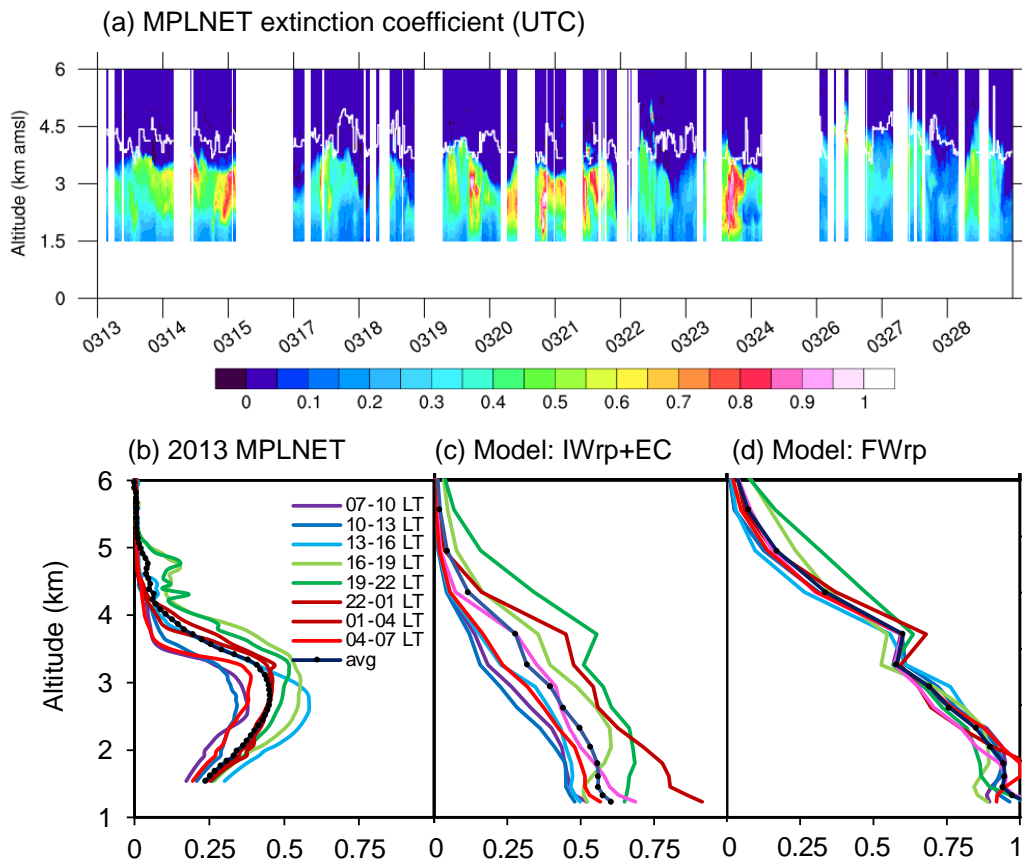 (a) MPLNET extinction coefficient (UTC)
Altitude (km amsl)
6
4.5
3
1.5
0
0313 0314 0315 0317 0318 0319 0320 0321 0322 0323 0326 0327 0328
0 0.1 0.2 0.3 0.4 0.5 0.6 0.7 0.8 0.9 1
(b) 2013 MPLNET (c) Model: IWrp+EC (d) Model: FWrp
Altitude (km)
6
5
4
3
2
1
07-10 LT
10-13 LT
13-16 LT
16-19 LT
19-22 LT
22-01 LT
01-04 LT
04-07 LT
avg
0 0.25 0.5 0.75 0 0.25 0.5 0.75 0 0.25 0.5 0.75 1